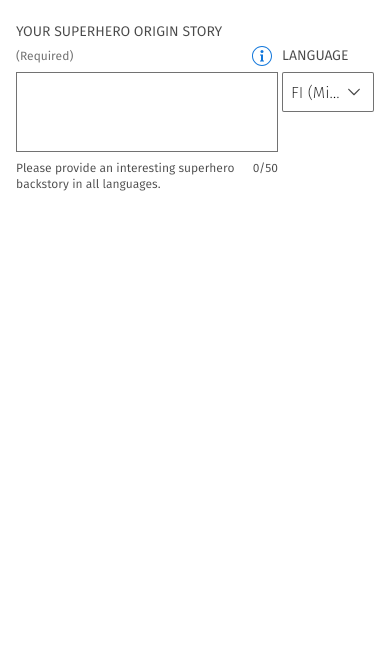 YOUR SUPERHERO ORIGIN STORY
(Required)
LANGUAGE
FI (Mi...
Please provide an interesting superhero
backstory in all languages.
0/50